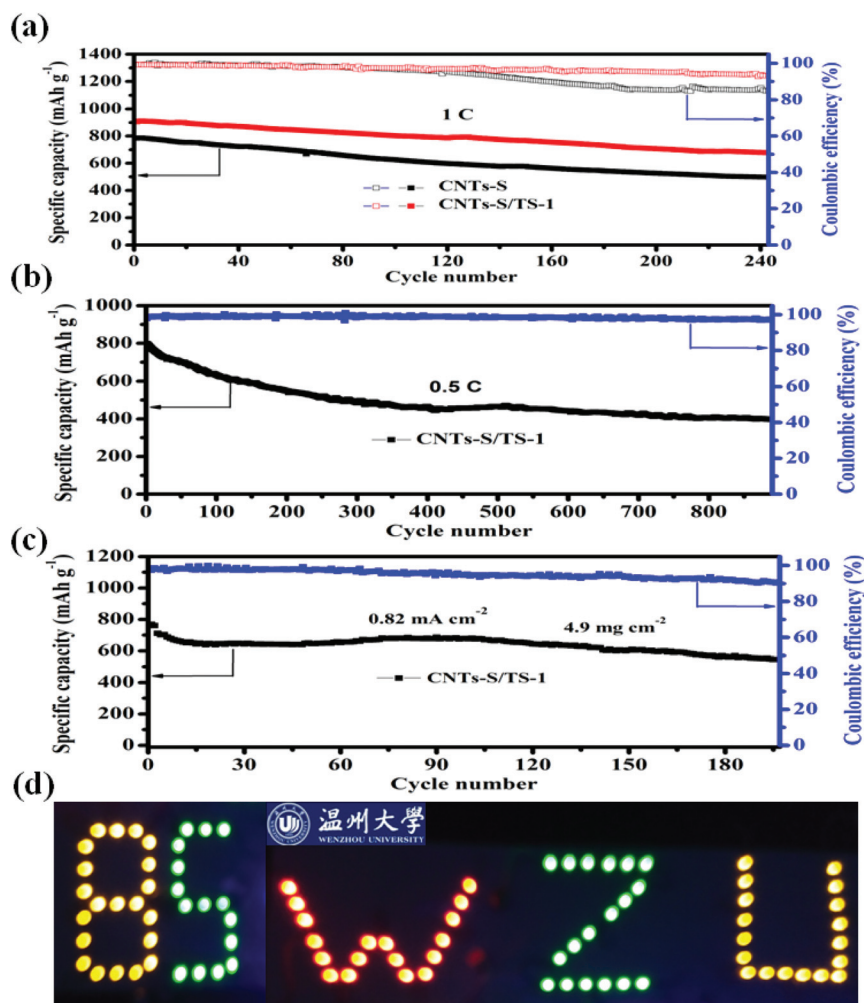 (a)
1400
1200
1000
800
600
400
200
0
Specific capacity (mAh g⁻¹)
100
80
60
40
20
0
Coulombic efficiency (%)
1 C
CNTs-S
CNTs-S/TS-1
0 40 80 120 160 200 240
Cycle number
(b)
1000
800
600
400
200
0
Specific capacity (mAh g⁻¹)
100
80
60
40
20
0
Coulombic efficiency (%)
0.5 C
CNTs-S/TS-1
0 100 200 300 400 500 600 700 800
Cycle number
(c)
1200
1000
800
600
400
200
0
Specific capacity (mAh g⁻¹)
100
80
60
40
20
0
Coulombic efficiency (%)
0.82 mA cm⁻² 4.9 mg cm⁻²
CNTs-S/TS-1
0 30 60 90 120 150 180
Cycle number
(d)
温州大學
WENZHOU UNIVERSITY
85 WZU